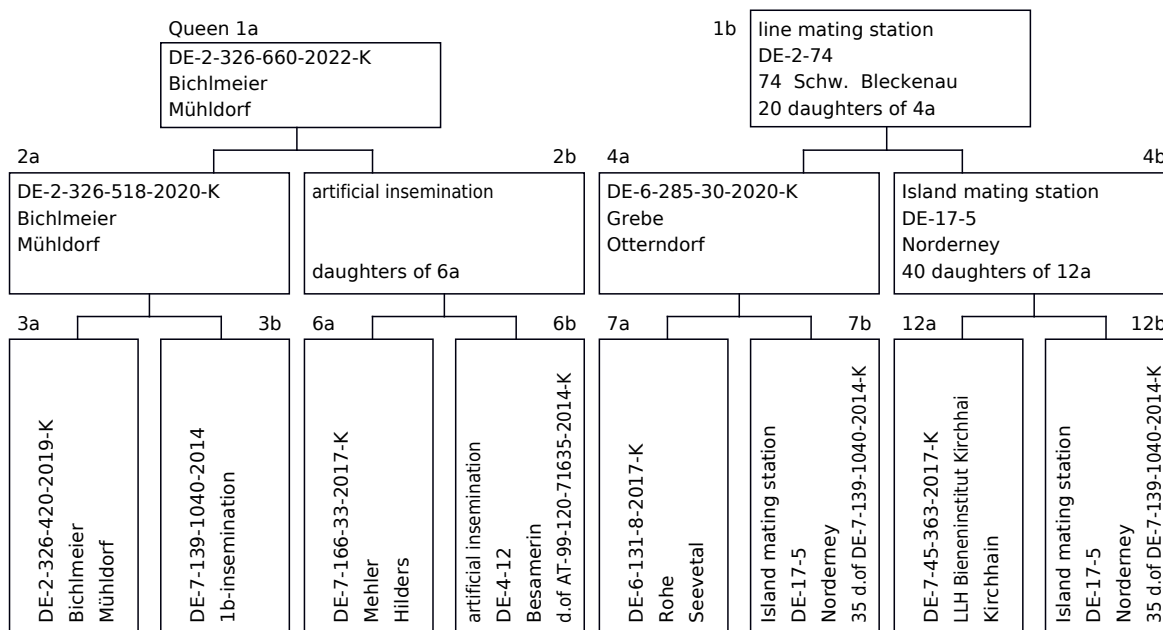 Queen 1a
DE-2-326-660-2022-K
Bichlmeier
Mühldorf
1b
line mating station
DE-2-74
74 Schw. Bleckenau
20 daughters of 4a
2a
DE-2-326-518-2020-K
Bichlmeier
Mühldorf
2b
artificial insemination
daughters of 6a
4a
DE-6-285-30-2020-K
Grebe
Otterndorf
4b
Island mating station
DE-17-5
Norderney
40 daughters of 12a
3a
DE-2-326-420-2019-K
Bichlmeier
Mühldorf
3b
DE-7-139-1040-2014
1b-insemination
6a
DE-7-166-33-2017-K
Mehler
Hilders
6b
artificial insemination
DE-4-12
Besamerin
d.of AT-99-120-71635-2014-K
7a
DE-6-131-8-2017-K
Rohe
Seevetal
7b
Island mating station
DE-17-5
Norderney
35 d.of DE-7-139-1040-2014-K
12a
DE-7-45-363-2017-K
LLH Bieneninstitut Kirchhai
Kirchhain
12b
Island mating station
DE-17-5
Norderney
35 d.of DE-7-139-1040-2014-K